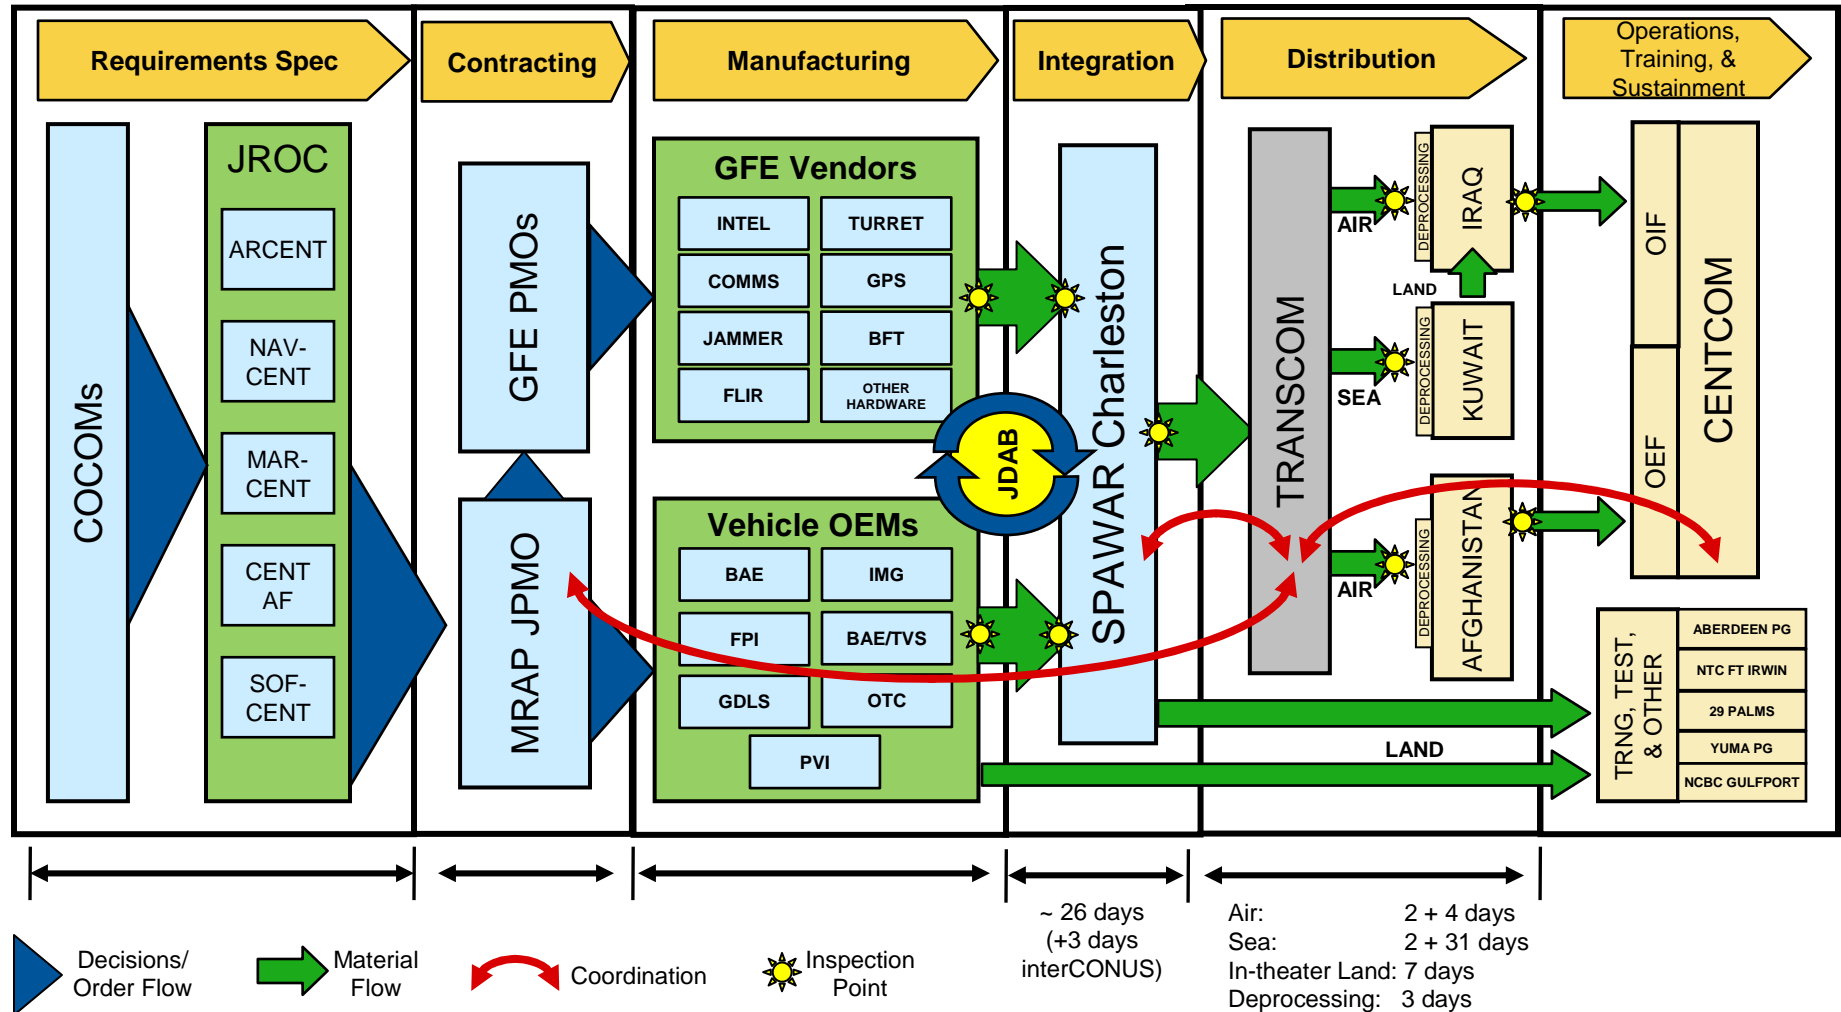 Requirements Spec
Contracting
Manufacturing
Integration
Distribution
Operations,
Training, &
Sustainment
COCOMs
JROC
ARCENT
NAV-
CENT
MAR-
CENT
CENT
AF
SOF-
CENT
GFE PMOs
MRAP JPMO
GFE Vendors
INTEL
TURRET
COMMS
GPS
JAMMER
BFT
FLIR
OTHER
HARDWARE
JDAB
Vehicle OEMs
BAE
IMG
FPI
BAE/TVS
GDLS
OTC
PVI
SPAWAR Charleston
TRANSCOM
AIR
DEPROCESSING
IRAQ
LAND
SEA
DEPROCESSING
KUWAIT
AIR
DEPROCESSING
AFGHANISTAN
LAND
OIF
OEF
CENTCOM
TRNG, TEST,
& OTHER
ABERDEEN PG
NTC FT IRWIN
29 PALMS
YUMA PG
NCBC GULFPORT
~ 26 days
(+3 days
interCONUS)
Air: 2 + 4 days
Sea: 2 + 31 days
In-theater Land: 7 days
Deprocessing: 3 days
Decisions/
Order Flow
Material
Flow
Coordination
Inspection
Point